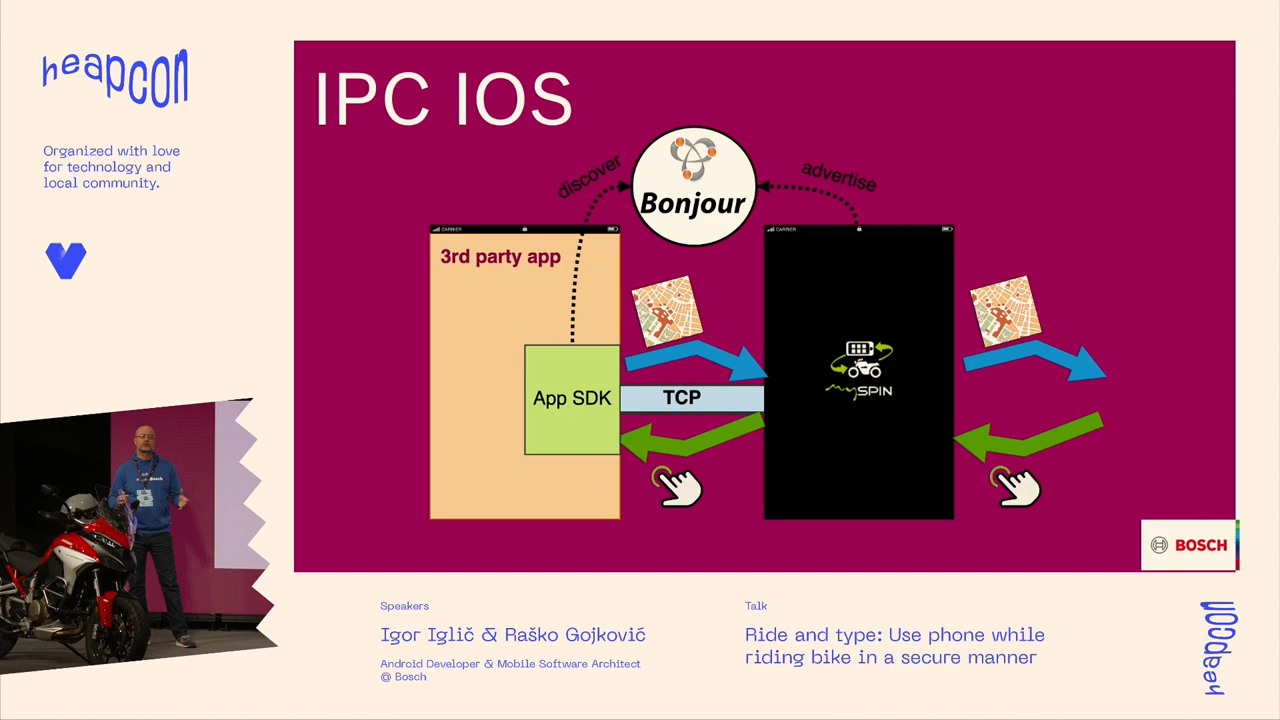 heapcon
Organized with love
for technology and
local community.
IPC IOS
discover
advertise
Bonjour
CARRIER
3rd party app
CARRIER
App SDK
TCP
mySPIN
BOSCH
Speakers
Igor Iglič & Raško Gojković
Android Developer & Mobile Software Architect
@ Bosch
Talk
Ride and type: Use phone while
riding bike in a secure manner
heapcon